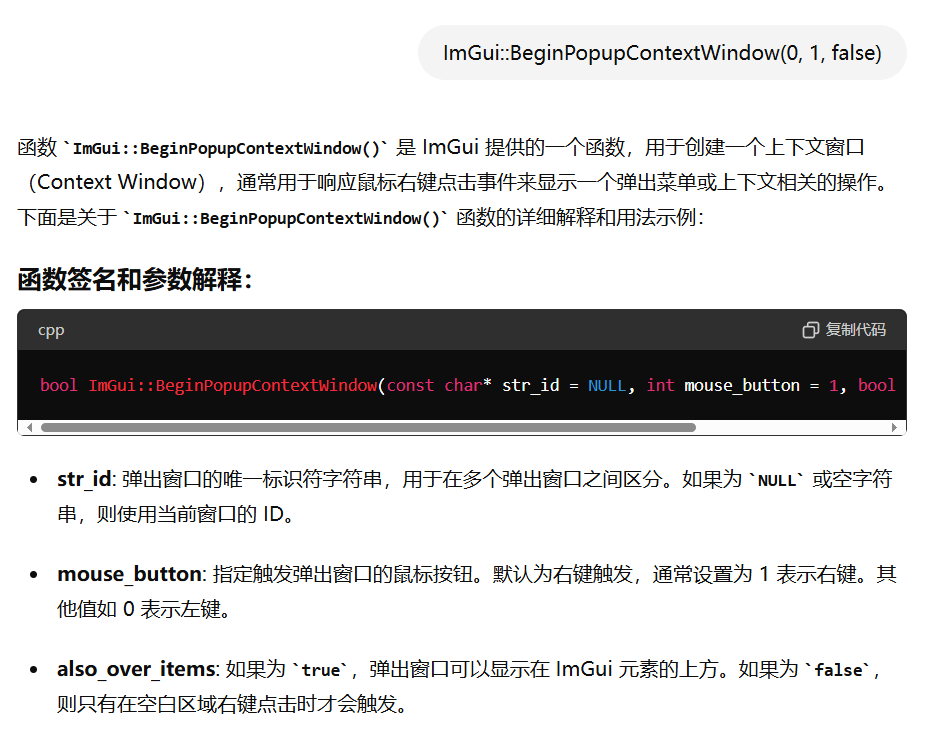 ImGui::BeginPopupContextWindow(0, 1, false)
函数 `ImGui::BeginPopupContextWindow()` 是 ImGui 提供的一个函数，用于创建一个上下文窗口
（Context Window），通常用于响应鼠标右键点击事件来显示一个弹出菜单或上下文相关的操作。
下面是关于 `ImGui::BeginPopupContextWindow()` 函数的详细解释和用法示例：
函数签名和参数解释：
cpp 复制代码
bool ImGui::BeginPopupContextWindow(const char* str_id = NULL, int mouse_button = 1, bool
• str_id: 弹出窗口的唯一标识符字符串，用于在多个弹出窗口之间区分。如果为 `NULL` 或空字符
串，则使用当前窗口的 ID。
• mouse_button: 指定触发弹出窗口的鼠标按钮。默认为右键触发，通常设置为 1 表示右键。其
他值如 0 表示左键。
• also_over_items: 如果为 `true`，弹出窗口可以显示在 ImGui 元素的上方。如果为 `false`，
则只有在空白区域右键点击时才会触发。